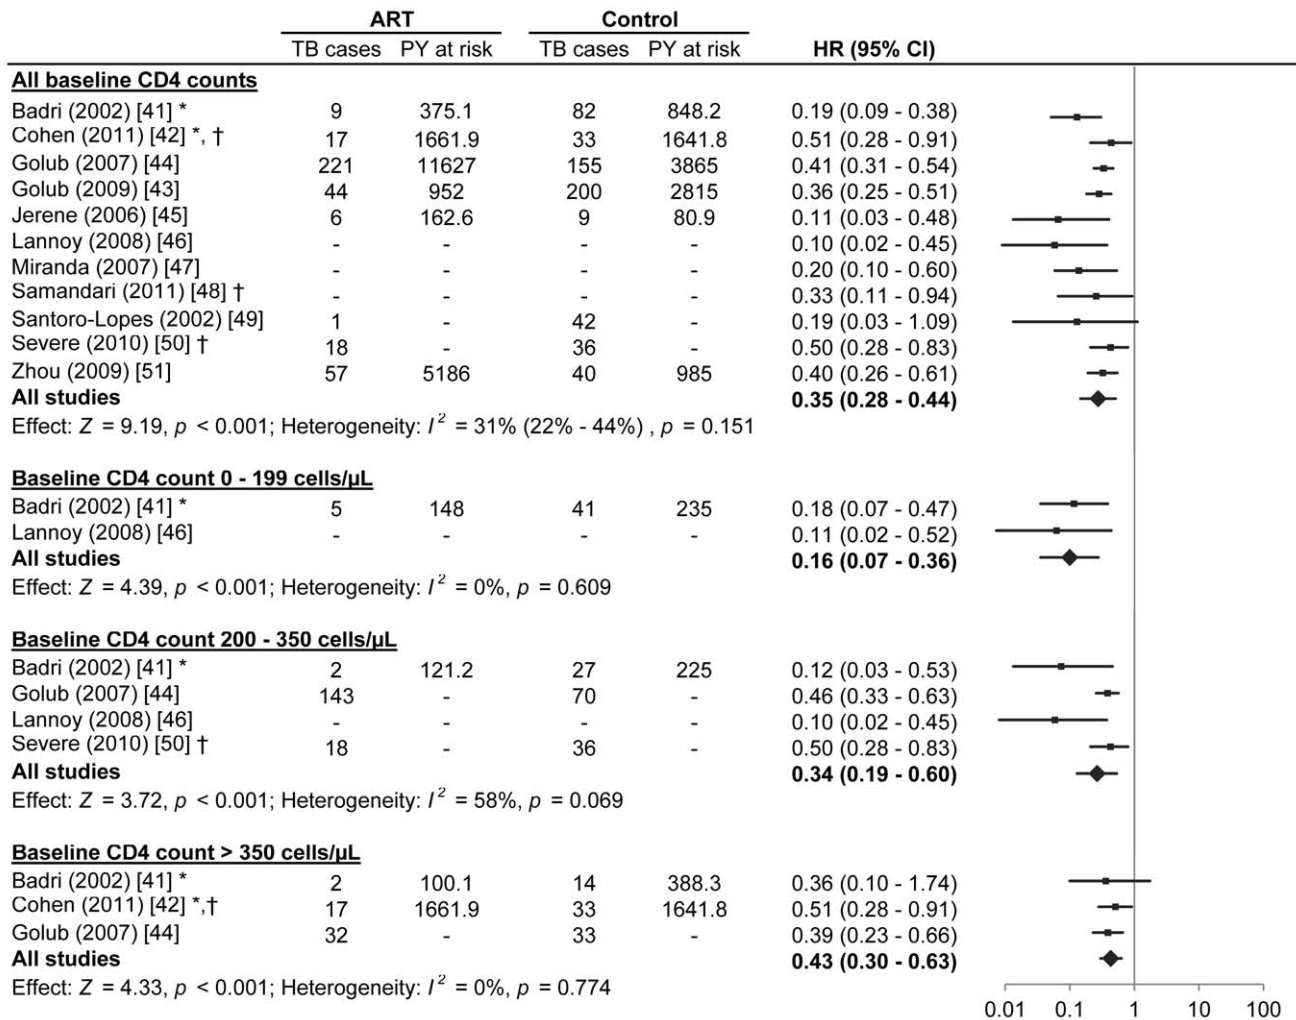 ART Control
TB cases PY at risk TB cases PY at risk HR (95% CI)
All baseline CD4 counts
Badri (2002) [41] * 9 375.1 82 848.2 0.19 (0.09 - 0.38)
Cohen (2011) [42] *, † 17 1661.9 33 1641.8 0.51 (0.28 - 0.91)
Golub (2007) [44] 221 11627 155 3865 0.41 (0.31 - 0.54)
Golub (2009) [43] 44 952 200 2815 0.36 (0.25 - 0.51)
Jerene (2006) [45] 6 162.6 9 80.9 0.11 (0.03 - 0.48)
Lannoy (2008) [46] - - - - 0.10 (0.02 - 0.45)
Miranda (2007) [47] - - - - 0.20 (0.10 - 0.60)
Samandari (2011) [48] † - - - - 0.33 (0.11 - 0.94)
Santoro-Lopes (2002) [49] 1 - 42 - 0.19 (0.03 - 1.09)
Severe (2010) [50] † 18 - 36 - 0.50 (0.28 - 0.83)
Zhou (2009) [51] 57 5186 40 985 0.40 (0.26 - 0.61)
All studies 0.35 (0.28 - 0.44)
Effect: Z = 9.19, p < 0.001; Heterogeneity: I² = 31% (22% - 44%) , p = 0.151
Baseline CD4 count 0 - 199 cells/µL
Badri (2002) [41] * 5 148 41 235 0.18 (0.07 - 0.47)
Lannoy (2008) [46] - - - - 0.11 (0.02 - 0.52)
All studies 0.16 (0.07 - 0.36)
Effect: Z = 4.39, p < 0.001; Heterogeneity: I² = 0%, p = 0.609
Baseline CD4 count 200 - 350 cells/µL
Badri (2002) [41] * 2 121.2 27 225 0.12 (0.03 - 0.53)
Golub (2007) [44] 143 - 70 - 0.46 (0.33 - 0.63)
Lannoy (2008) [46] - - - - 0.10 (0.02 - 0.45)
Severe (2010) [50] † 18 - 36 - 0.50 (0.28 - 0.83)
All studies 0.34 (0.19 - 0.60)
Effect: Z = 3.72, p < 0.001; Heterogeneity: I² = 58%, p = 0.069
Baseline CD4 count > 350 cells/µL
Badri (2002) [41] * 2 100.1 14 388.3 0.36 (0.10 - 1.74)
Cohen (2011) [42] *,† 17 1661.9 33 1641.8 0.51 (0.28 - 0.91)
Golub (2007) [44] 32 - 33 - 0.39 (0.23 - 0.66)
All studies 0.43 (0.30 - 0.63)
Effect: Z = 4.33, p < 0.001; Heterogeneity: I² = 0%, p = 0.774
0.01 0.1 1 10 100